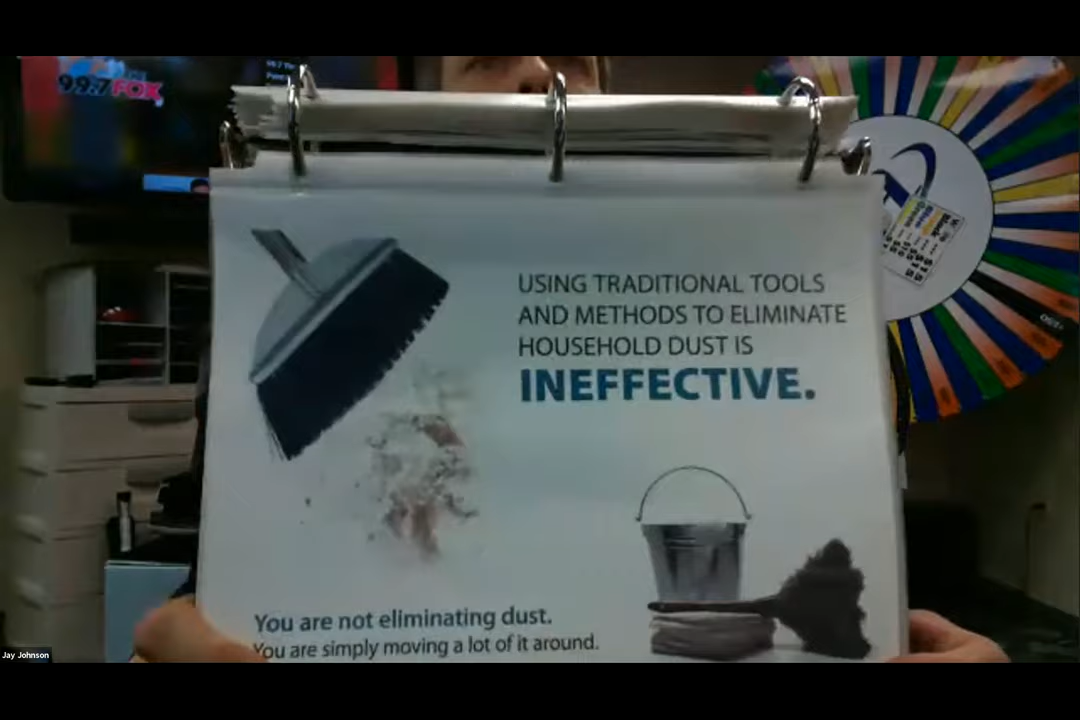 99.7 FOX
USING TRADITIONAL TOOLS
AND METHODS TO ELIMINATE
HOUSEHOLD DUST IS
INEFFECTIVE.
You are not eliminating dust.
You are simply moving a lot of it around.
Jay Johnson